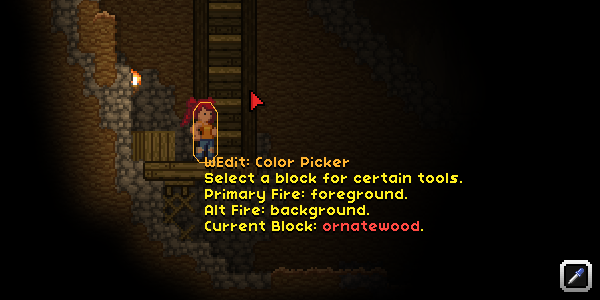 WEdit: Color Picker
Select a block for certain tools.
Primary Fire: foreground.
Alt Fire: background.
Current Block: ornatewood.